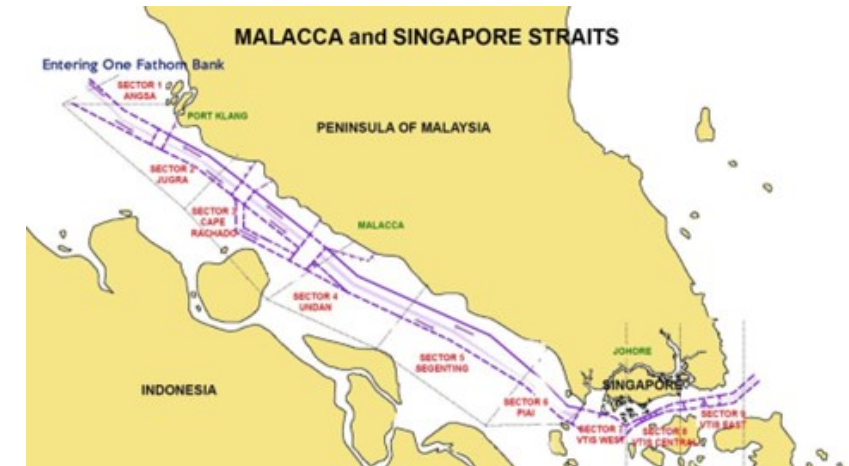 MALACCA and SINGAPORE STRAITS
Entering One Fathom Bank
SECTOR 1
ANGSA
PORT KLANG
PENINSULA OF MALAYSIA
SECTOR 2
JUGRA
SECTOR 3
CAPE
RACHADO
MALACCA
SECTOR 4
UNDAN
SECTOR 5
SEGENTING
JOHORE
INDONESIA
SINGAPORE
SECTOR 6
PIAI
SECTOR 7
VTIS WEST
SECTOR 8
VTIS CENTRAL
SECTOR 9
VTIS EAST